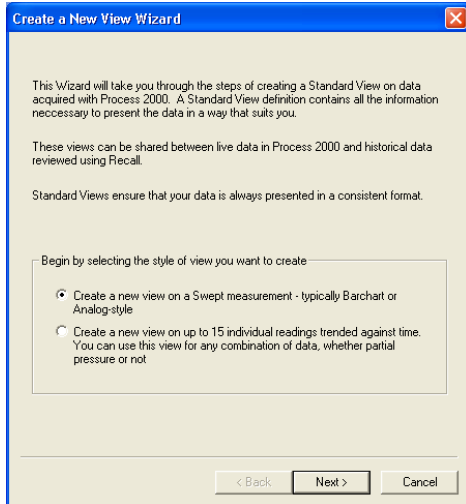 Create a New View Wizard
This Wizard will take you through the steps of creating a Standard View on data
acquired with Process 2000. A Standard View definition contains all the information
neccessary to present the data in a way that suits you.
These views can be shared between live data in Process 2000 and historical data
reviewed using Recall.
Standard Views ensure that your data is always presented in a consistent format.
Begin by selecting the style of view you want to create
Create a new view on a Swept measurement - typically Barchart or
Analog-style
Create a new view on up to 15 individual readings trended against time.
You can use this view for any combination of data, whether partial
pressure or not
< Back Next > Cancel